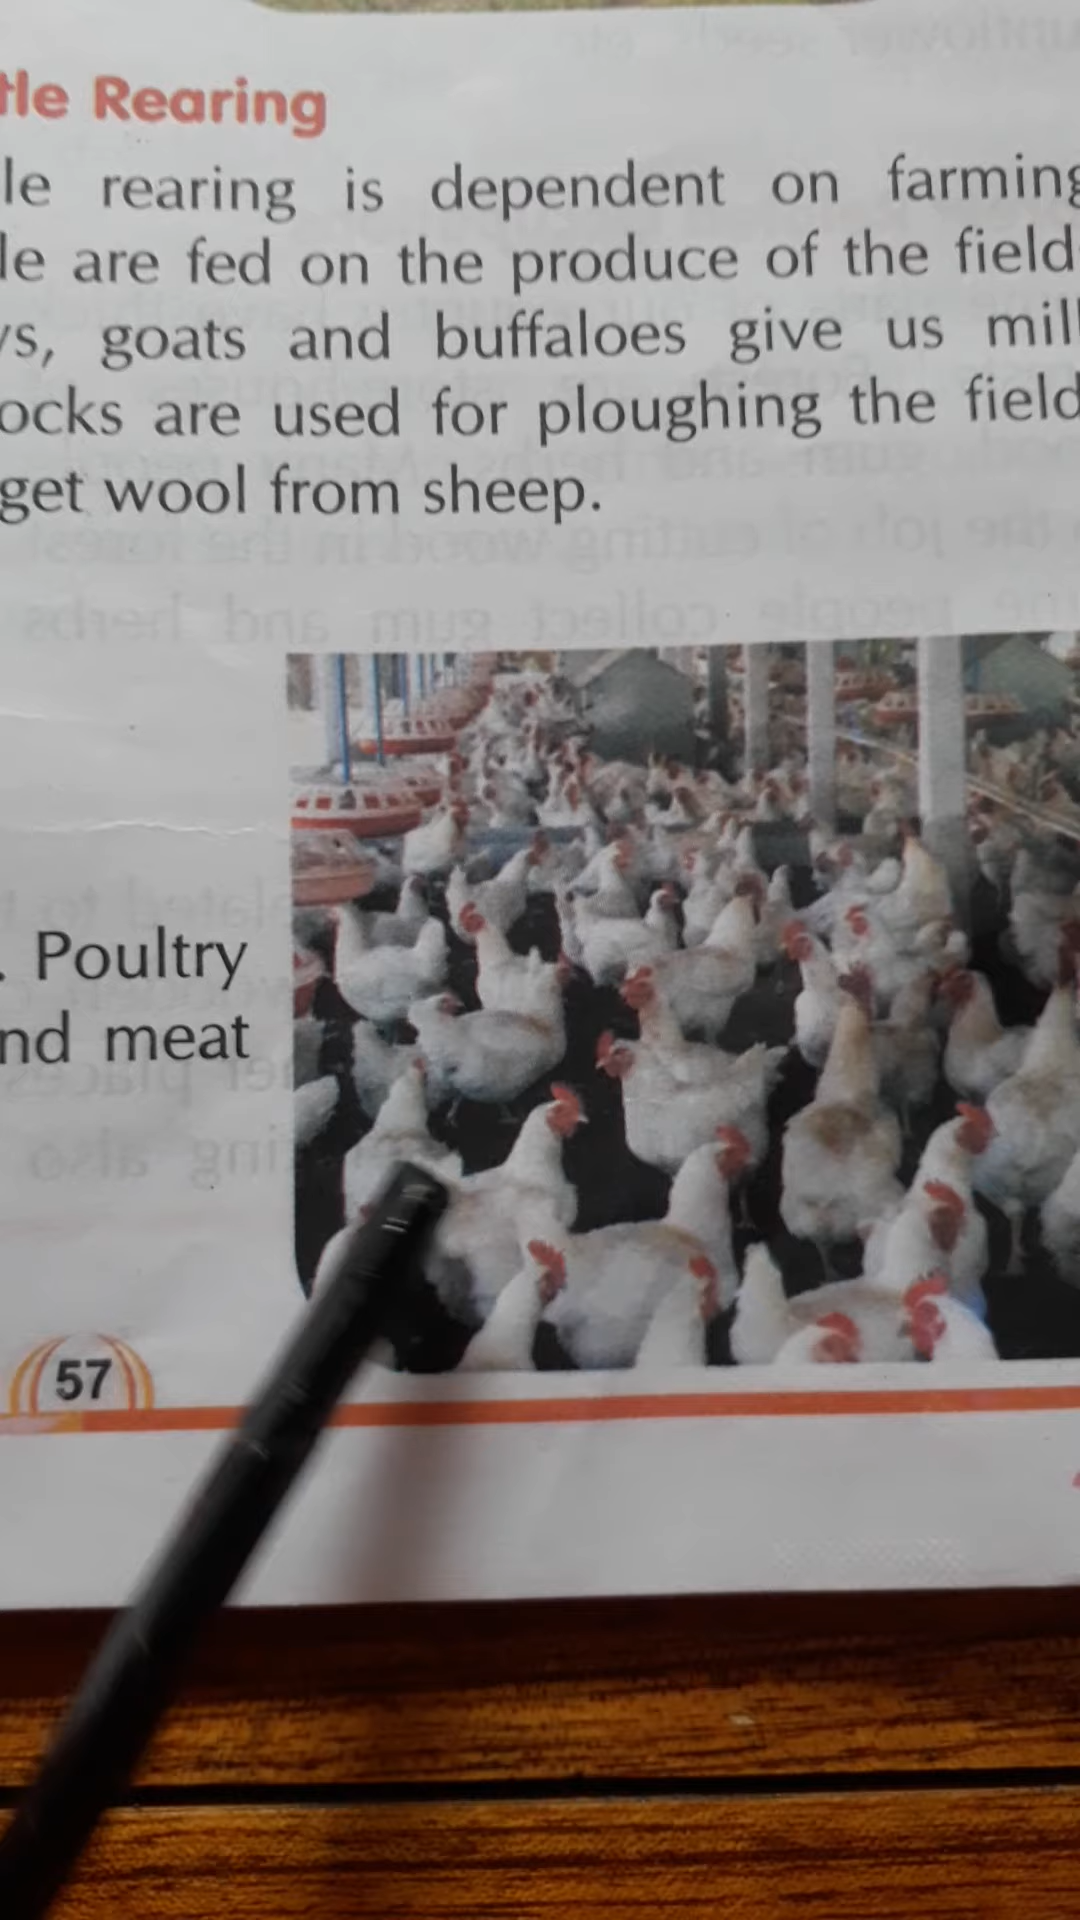 tle Rearing
le rearing is dependent on farming
le are fed on the produce of the field
s, goats and buffaloes give us mil
ocks are used for ploughing the field
get wool from sheep.
. Poultry
nd meat
57